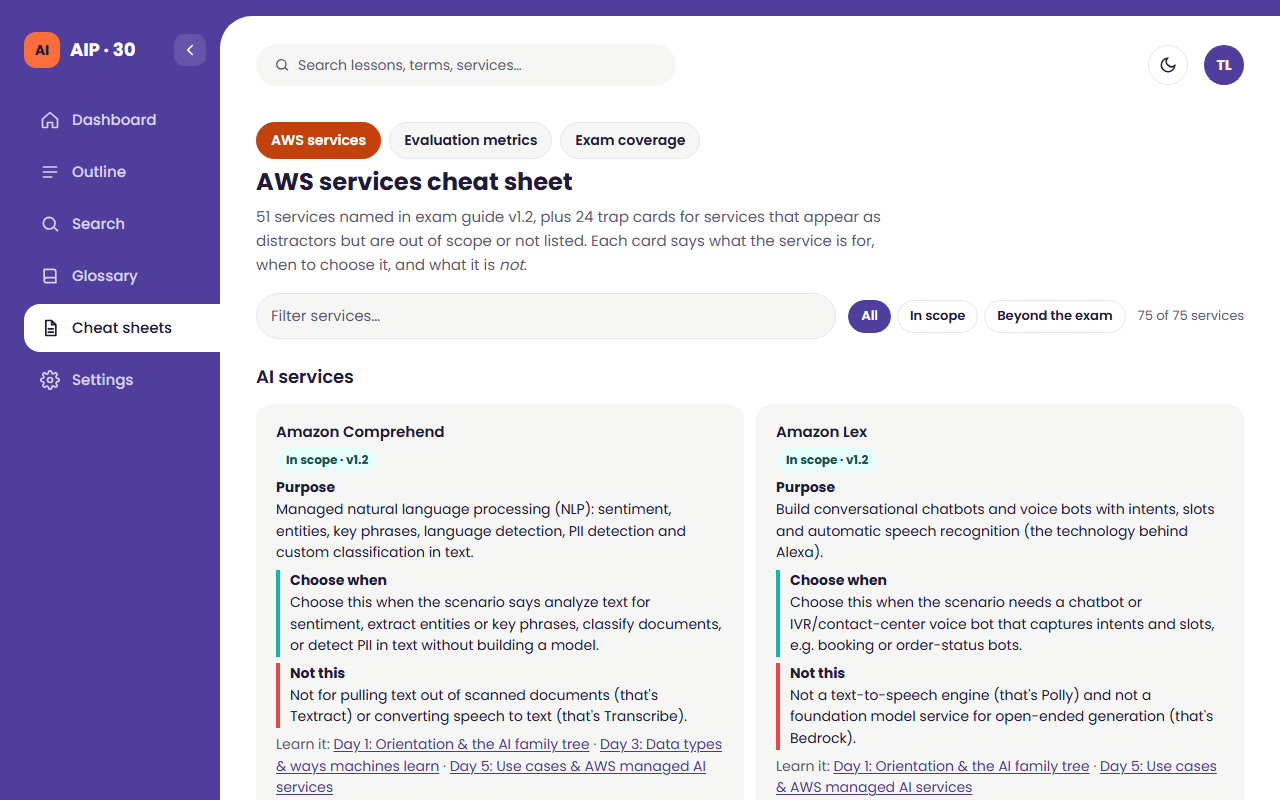 AI
AIP · 30
Dashboard
Outline
Search
Glossary
Cheat sheets
Settings
Search lessons, terms, services…
TL
AWS services
Evaluation metrics
Exam coverage
AWS services cheat sheet
51 services named in exam guide v1.2, plus 24 trap cards for services that appear as
distractors but are out of scope or not listed. Each card says what the service is for,
when to choose it, and what it is not.
Filter services…
All
In scope
Beyond the exam
75 of 75 services
AI services
Amazon Comprehend
In scope · v1.2
Purpose
Managed natural language processing (NLP): sentiment,
entities, key phrases, language detection, PII detection and
custom classification in text.
Choose when
Choose this when the scenario says analyze text for
sentiment, extract entities or key phrases, classify documents,
or detect PII in text without building a model.
Not this
Not for pulling text out of scanned documents (that's
Textract) or converting speech to text (that's Transcribe).
Learn it: Day 1: Orientation & the AI family tree · Day 3: Data types
& ways machines learn · Day 5: Use cases & AWS managed AI
services
Amazon Lex
In scope · v1.2
Purpose
Build conversational chatbots and voice bots with intents, slots
and automatic speech recognition (the technology behind
Alexa).
Choose when
Choose this when the scenario needs a chatbot or
IVR/contact-center voice bot that captures intents and slots,
e.g. booking or order-status bots.
Not this
Not a text-to-speech engine (that's Polly) and not a
foundation model service for open-ended generation (that's
Bedrock).
Learn it: Day 1: Orientation & the AI family tree · Day 5: Use cases
& AWS managed AI services